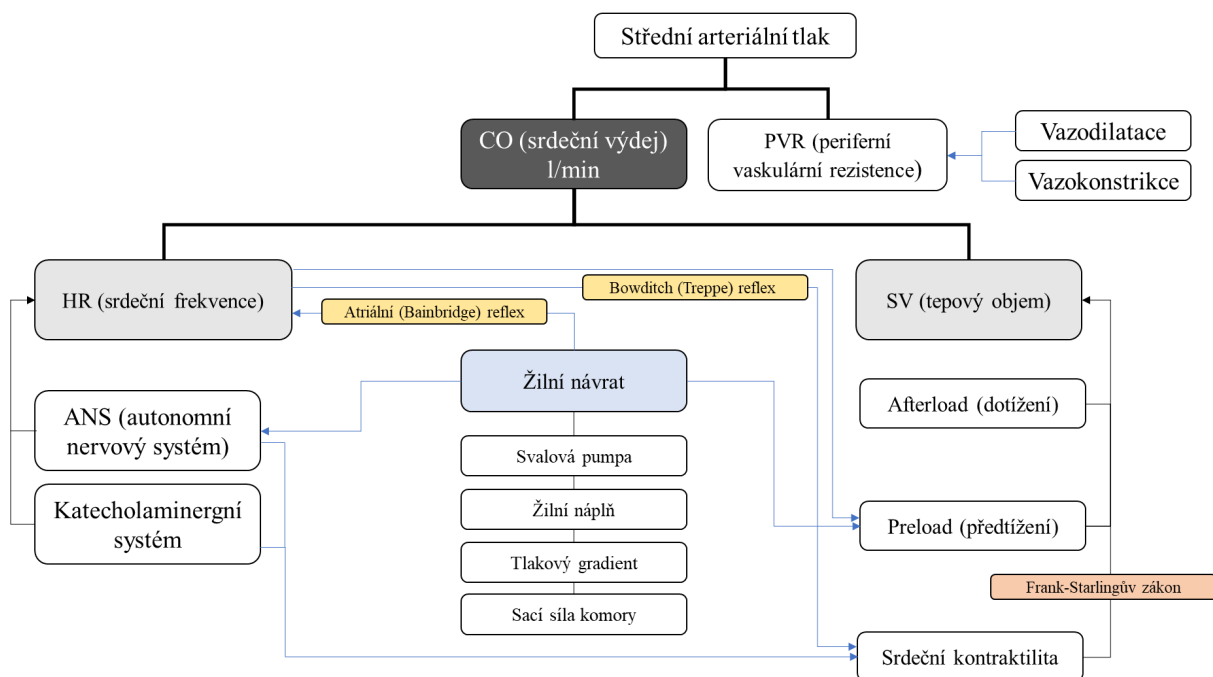 Střední arteriální tlak
CO (srdeční výdej)
l/min
PVR (periferní
vaskulární rezistence)
Vazodilatace
Vazokonstrikce
HR (srdeční frekvence)
Bowditch (Treppe) reflex
Atriální (Bainbridge) reflex
SV (tepový objem)
Žilní návrat
ANS (autonomní
nervový systém)
Afterload (dotížení)
Svalová pumpa
Katecholaminergní
systém
Žilní náplň
Preload (předtížení)
Tlakový gradient
Frank-Starlingův zákon
Sací síla komory
Srdeční kontraktilita